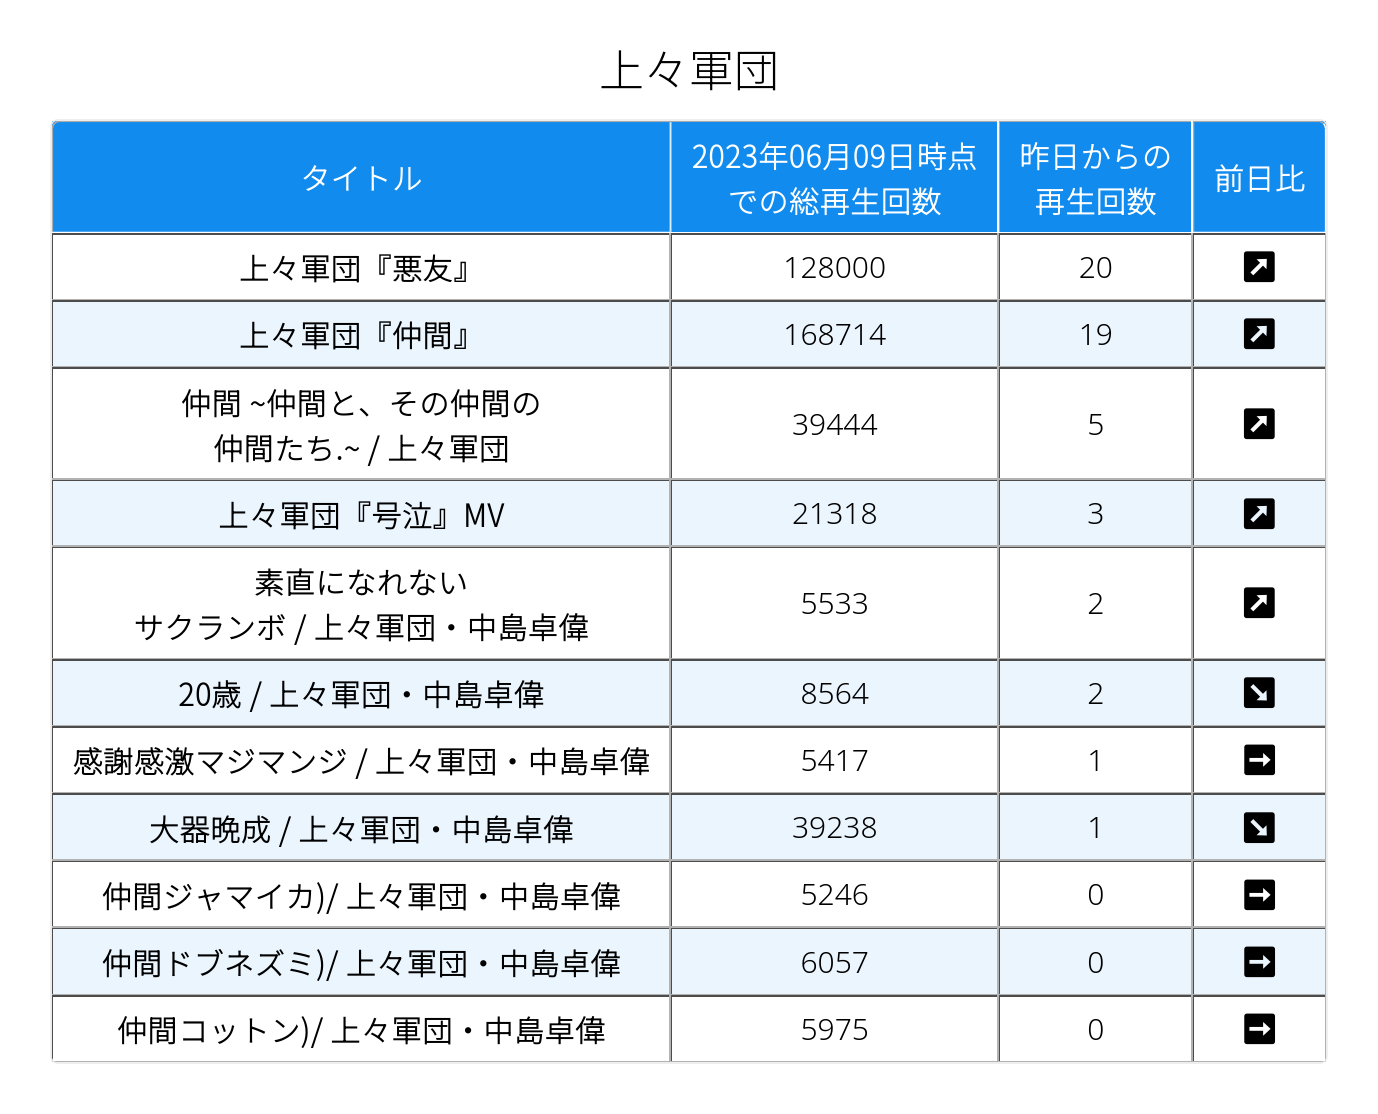 上々軍団
タイトル
2023年06月09日時点
での総再生回数
昨日からの
再生回数
前日比
上々軍団『悪友』 128000 20
上々軍団『仲間』 168714 19
仲間 ~仲間と、その仲間の
仲間たち.~ / 上々軍団 39444 5
上々軍団『号泣』MV 21318 3
素直になれない
サクランボ / 上々軍団・中島卓偉 5533 2
20歳 / 上々軍団・中島卓偉 8564 2
感謝感激マジマンジ / 上々軍団・中島卓偉 5417 1
大器晩成 / 上々軍団・中島卓偉 39238 1
仲間ジャマイカ)/ 上々軍団・中島卓偉 5246 0
仲間ドブネズミ)/ 上々軍団・中島卓偉 6057 0
仲間コットン)/ 上々軍団・中島卓偉 5975 0